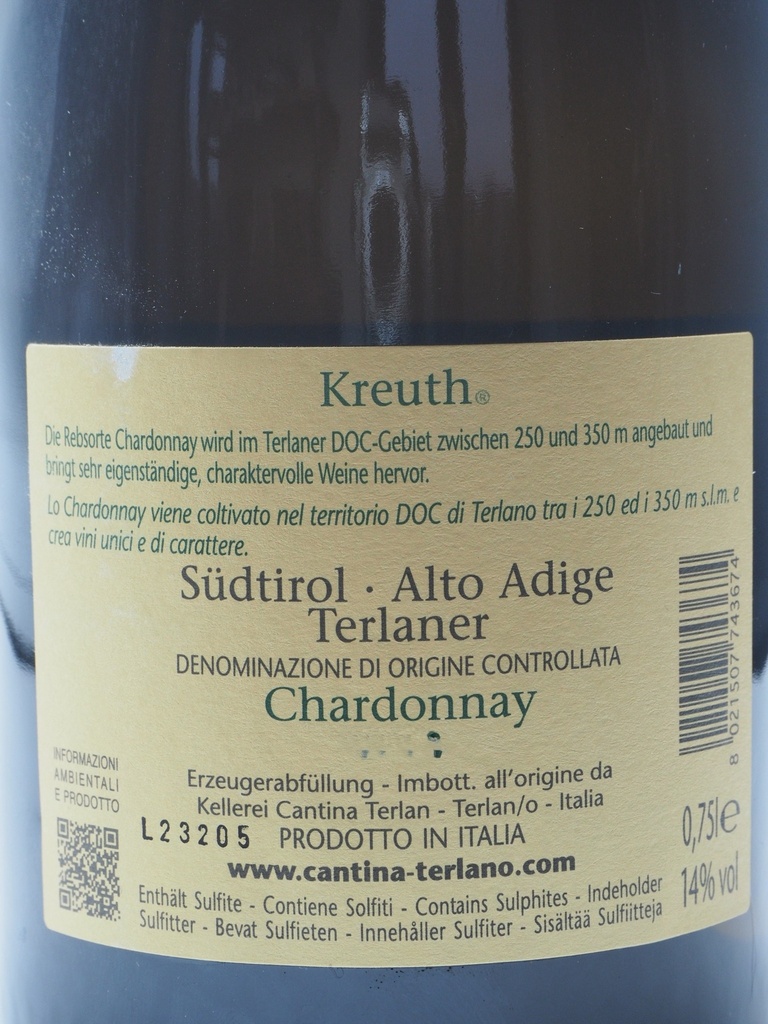 Kreuth®
Die Rebsorte Chardonnay wird im Terlaner DOC-Gebiet zwischen 250 und 350 m angebaut und
bringt sehr eigenständige, charaktervolle Weine hervor.
Lo Chardonnay viene coltivato nel territorio DOC di Terlano tra i 250 ed i 350 m s.l.m. e
crea vini unici e di carattere.
Südtirol · Alto Adige
Terlaner
DENOMINAZIONE DI ORIGINE CONTROLLATA
Chardonnay
8 021507 743674
INFORMAZIONI
AMBIENTALI
E PRODOTTO
Erzeugerabfüllung - Imbott. all'origine da
Kellerei Cantina Terlan - Terlan/o - Italia
L23205 PRODOTTO IN ITALIA
www.cantina-terlano.com
0,75l e
14% vol
Enthält Sulfite - Contiene Solfiti - Contains Sulphites - Indeholder
Sulfitter - Bevat Sulfieten - Innehåller Sulfiter - Sisältää Sulfiitteja